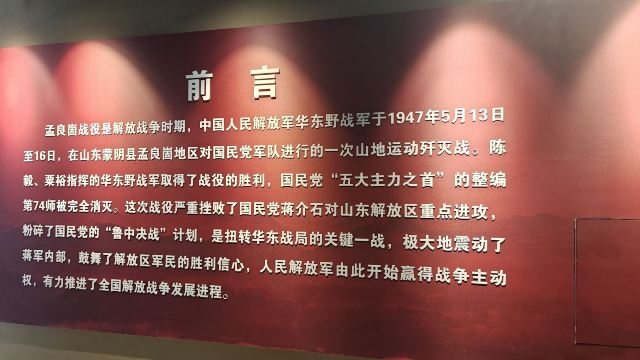 前言
孟良崮战役是解放战争时期，中国人民解放军华东野战军于1947年5月13日
至16日，在山东蒙阴县孟良崮地区对国民党军队进行的一次山地运动歼灭战。陈
毅、粟裕指挥的华东野战军取得了战役的胜利，国民党“五大主力之首”的整编
第74师被完全消灭。这次战役严重挫败了国民党蒋介石对山东解放区重点进攻，
粉碎了国民党的“鲁中决战”计划，是扭转华东战局的关键一战，极大地震动了
蒋军内部，鼓舞了解放区军民的胜利信心，人民解放军由此开始赢得战争主动
权，有力推进了全国解放战争发展进程。